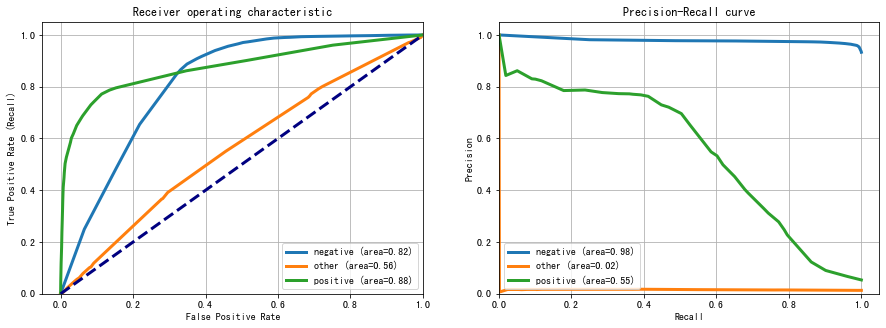 Receiver operating characteristic
1.0
0.8
0.6
0.4
0.2
0.0
True Positive Rate (Recall)
0.0
0.2
0.4
0.6
0.8
1.0
False Positive Rate
negative (area=0.82)
other (area=0.56)
positive (area=0.88)
Precision-Recall curve
1.0
0.8
0.6
0.4
0.2
0.0
Precision
0.0
0.2
0.4
0.6
0.8
1.0
Recall
negative (area=0.98)
other (area=0.02)
positive (area=0.55)